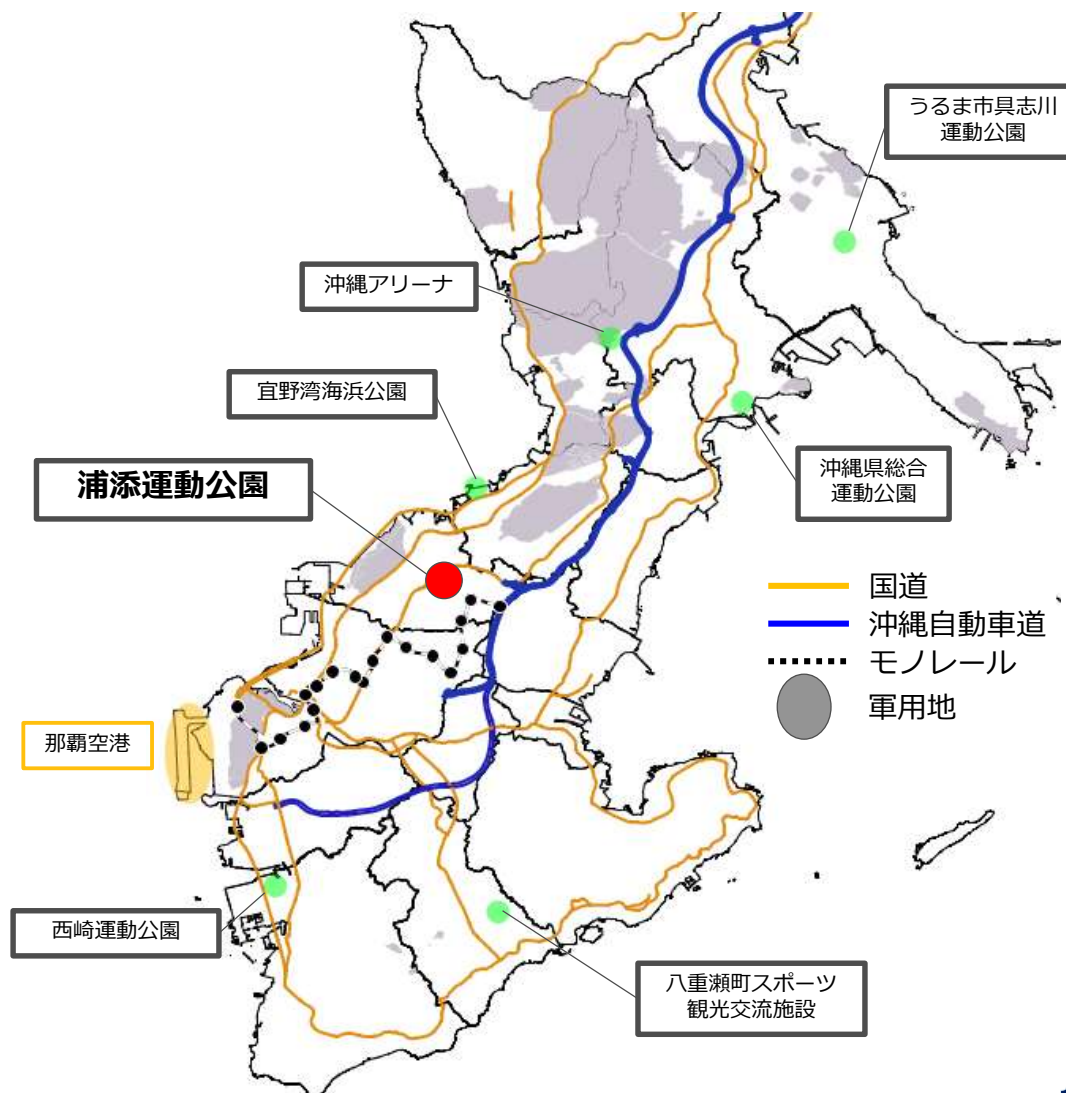 うるま市具志川
運動公園
沖縄アリーナ
宜野湾海浜公園
浦添運動公園
沖縄県総合
運動公園
国道
沖縄自動車道
モノレール
軍用地
那覇空港
西崎運動公園
八重瀬町スポーツ
観光交流施設